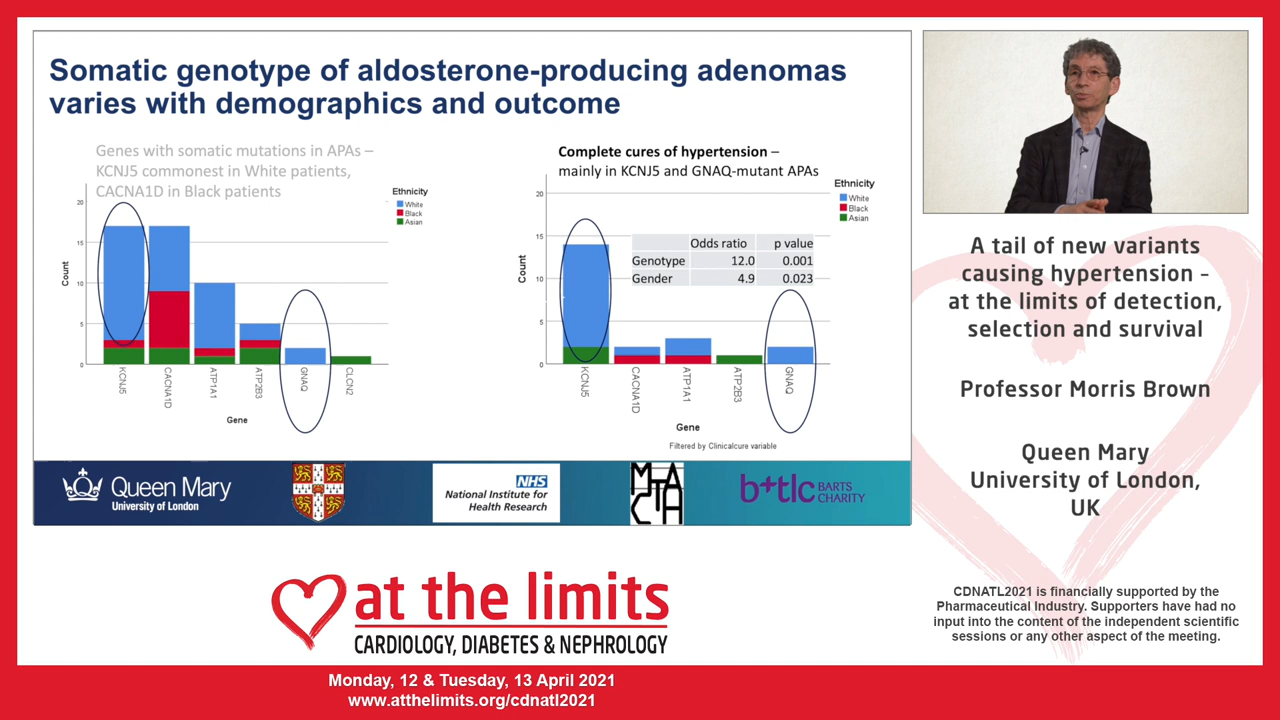 Somatic genotype of aldosterone-producing adenomas
varies with demographics and outcome
Genes with somatic mutations in APAs –
KCNJ5 commonest in White patients,
CACNA1D in Black patients
Ethnicity
White
Black
Asian
20
15
10
5
0
Count
KCNJ5
CACNA1D
ATP1A1
ATP2B3
GNAQ
CLCN2
Gene
Complete cures of hypertension –
mainly in KCNJ5 and GNAQ-mutant APAs
Ethnicity
White
Black
Asian
20
15
10
5
0
Count
Odds ratio p value
Genotype 12.0 0.001
Gender 4.9 0.023
KCNJ5
CACNA1D
ATP1A1
ATP2B3
GNAQ
Gene
Filtered by Clinicalcure variable
Queen Mary
University of London
NHS
National Institute for
Health Research
b+tlc BARTS
CHARITY
A tail of new variants
causing hypertension –
at the limits of detection,
selection and survival
Professor Morris Brown
Queen Mary
University of London,
UK
CDNATL2021 is financially supported by the
Pharmaceutical Industry. Supporters have had no
input into the content of the independent scientific
sessions or any other aspect of the meeting.
at the limits
CARDIOLOGY, DIABETES & NEPHROLOGY
Monday, 12 & Tuesday, 13 April 2021
www.atthelimits.org/cdnatl2021